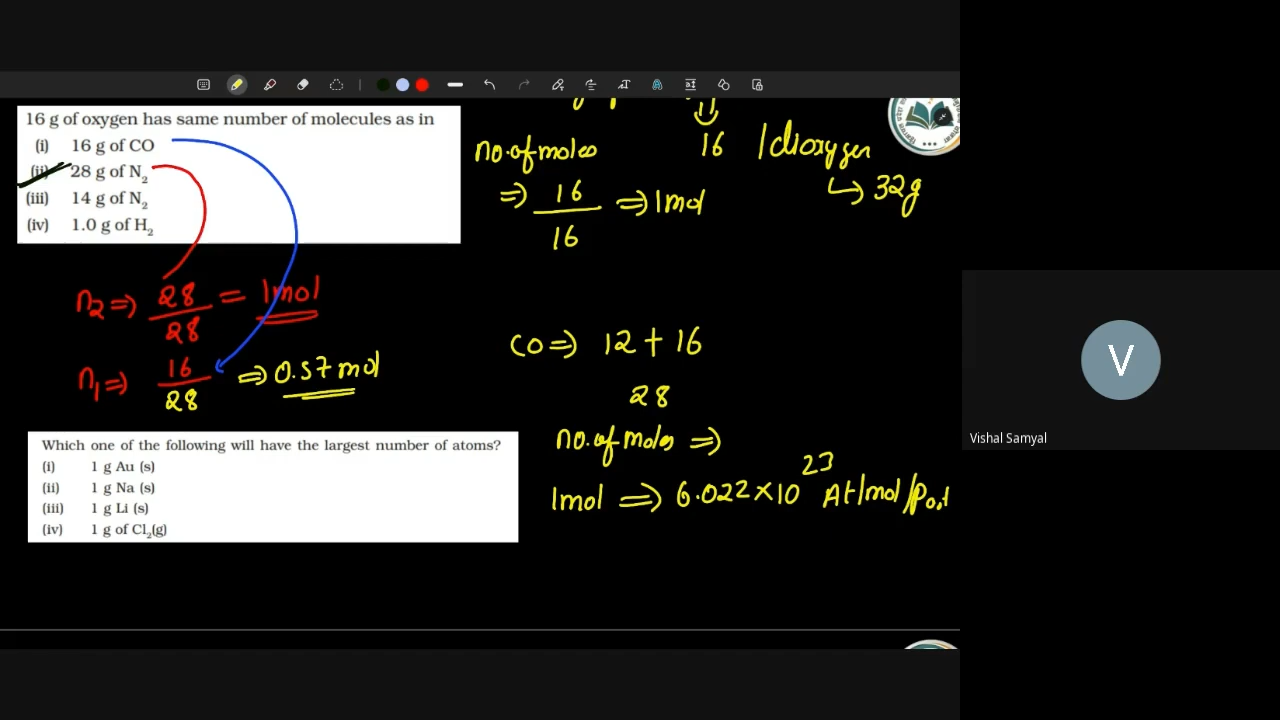 16 g of oxygen has same number of molecules as in
(i) 16 g of CO
(ii) 28 g of N₂
(iii) 14 g of N₂
(iv) 1.0 g of H₂
no. of moles
16 / dioxygen
⇒ 16/16 ⇒ 1mol
↳ 32g
n₂ ⇒ 28/28 = 1mol
n₁ ⇒ 16/28 ⇒ 0.57 mol
CO ⇒ 12 + 16
28
no. of moles ⇒
1mol ⇒ 6.022 × 10²³ At/mol/Par
Which one of the following will have the largest number of atoms?
(i) 1 g Au (s)
(ii) 1 g Na (s)
(iii) 1 g Li (s)
(iv) 1 g of Cl₂(g)
V
Vishal Samyal